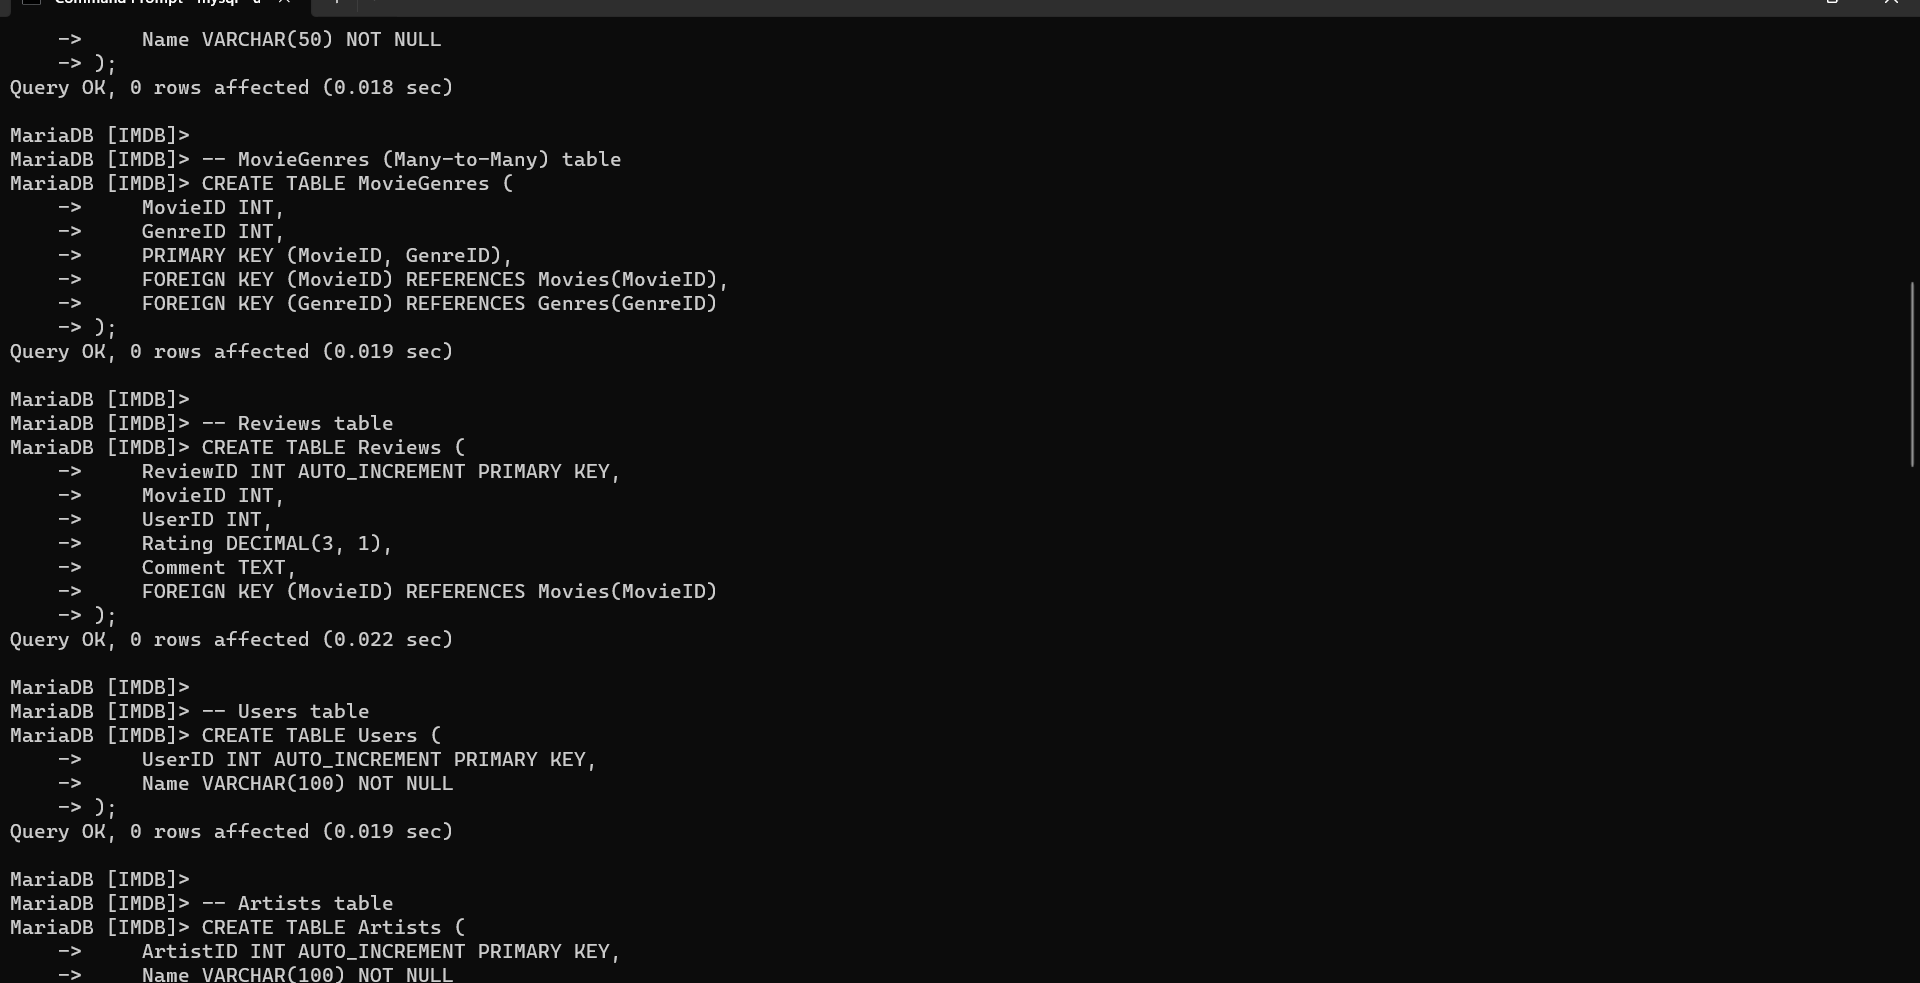 Command Prompt - mysql -u
-> Name VARCHAR(50) NOT NULL
-> );
Query OK, 0 rows affected (0.018 sec)
MariaDB [IMDB]>
MariaDB [IMDB]> -- MovieGenres (Many-to-Many) table
MariaDB [IMDB]> CREATE TABLE MovieGenres (
-> MovieID INT,
-> GenreID INT,
-> PRIMARY KEY (MovieID, GenreID),
-> FOREIGN KEY (MovieID) REFERENCES Movies(MovieID),
-> FOREIGN KEY (GenreID) REFERENCES Genres(GenreID)
-> );
Query OK, 0 rows affected (0.019 sec)
MariaDB [IMDB]>
MariaDB [IMDB]> -- Reviews table
MariaDB [IMDB]> CREATE TABLE Reviews (
-> ReviewID INT AUTO_INCREMENT PRIMARY KEY,
-> MovieID INT,
-> UserID INT,
-> Rating DECIMAL(3, 1),
-> Comment TEXT,
-> FOREIGN KEY (MovieID) REFERENCES Movies(MovieID)
-> );
Query OK, 0 rows affected (0.022 sec)
MariaDB [IMDB]>
MariaDB [IMDB]> -- Users table
MariaDB [IMDB]> CREATE TABLE Users (
-> UserID INT AUTO_INCREMENT PRIMARY KEY,
-> Name VARCHAR(100) NOT NULL
-> );
Query OK, 0 rows affected (0.019 sec)
MariaDB [IMDB]>
MariaDB [IMDB]> -- Artists table
MariaDB [IMDB]> CREATE TABLE Artists (
-> ArtistID INT AUTO_INCREMENT PRIMARY KEY,
-> Name VARCHAR(100) NOT NULL